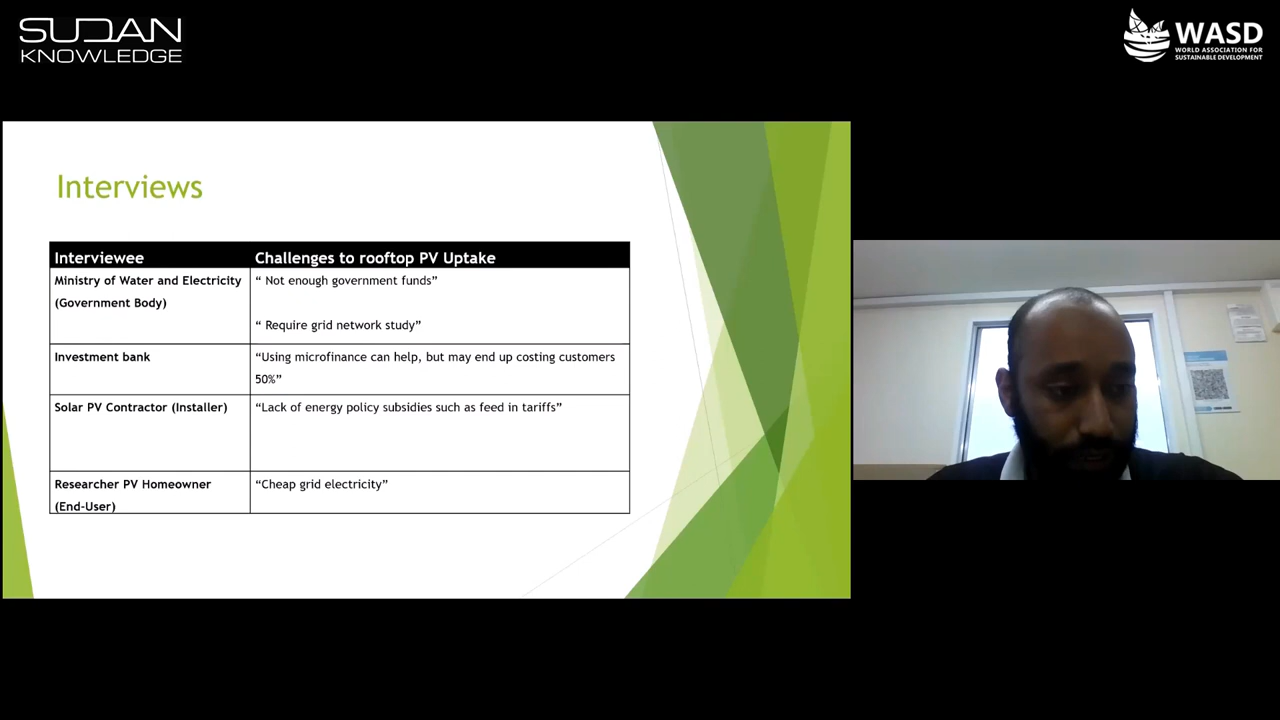 SUDAN
KNOWLEDGE
WASD
WORLD ASSOCIATION FOR
SUSTAINABLE DEVELOPMENT
Interviews
Interviewee
Challenges to rooftop PV Uptake
Ministry of Water and Electricity
(Government Body)
“ Not enough government funds”
“ Require grid network study”
Investment bank
“Using microfinance can help, but may end up costing customers
50%”
Solar PV Contractor (Installer)
“Lack of energy policy subsidies such as feed in tariffs”
Researcher PV Homeowner
(End-User)
“Cheap grid electricity”